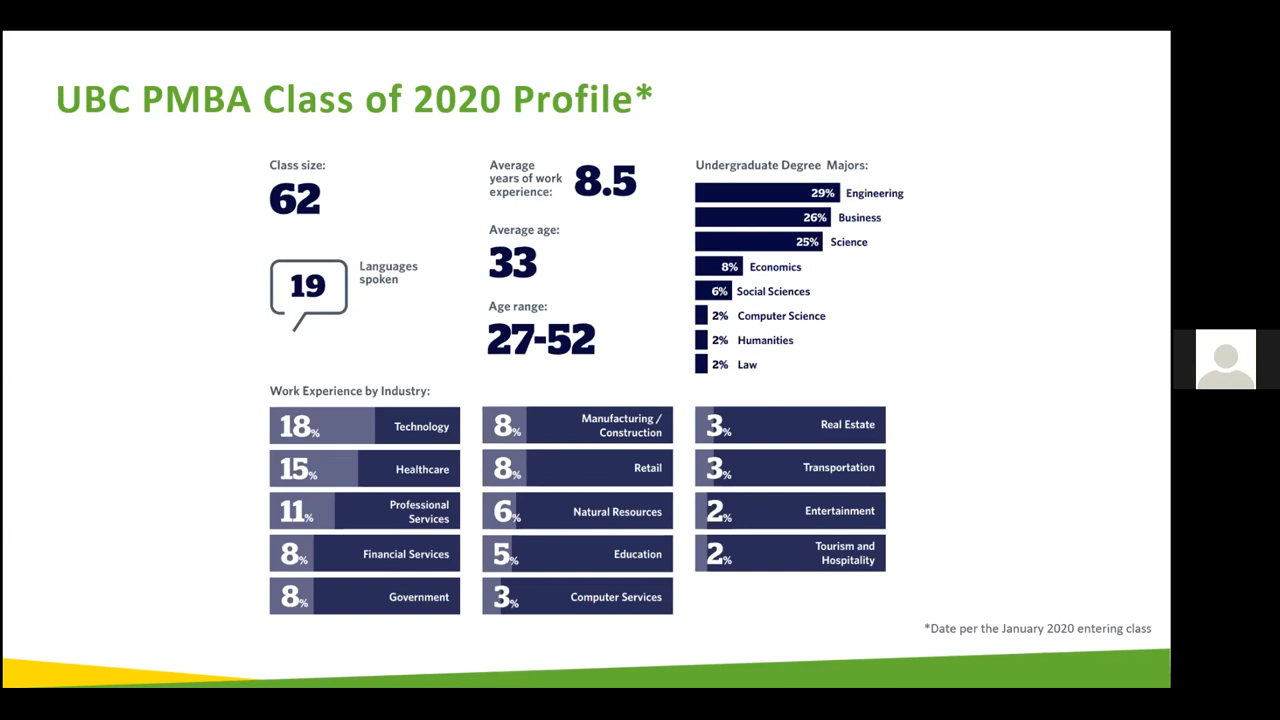 UBC PMBA Class of 2020 Profile*
Class size:
62
19
Languages
spoken
Average
years of work
experience:
8.5
Average age:
33
Age range:
27-52
Undergraduate Degree Majors:
29% Engineering
26% Business
25% Science
8% Economics
6% Social Sciences
2% Computer Science
2% Humanities
2% Law
Work Experience by Industry:
18% Technology
15% Healthcare
11% Professional
Services
8% Financial Services
8% Government
8% Manufacturing /
Construction
8% Retail
6% Natural Resources
5% Education
3% Computer Services
3% Real Estate
3% Transportation
2% Entertainment
2% Tourism and
Hospitality
*Date per the January 2020 entering class